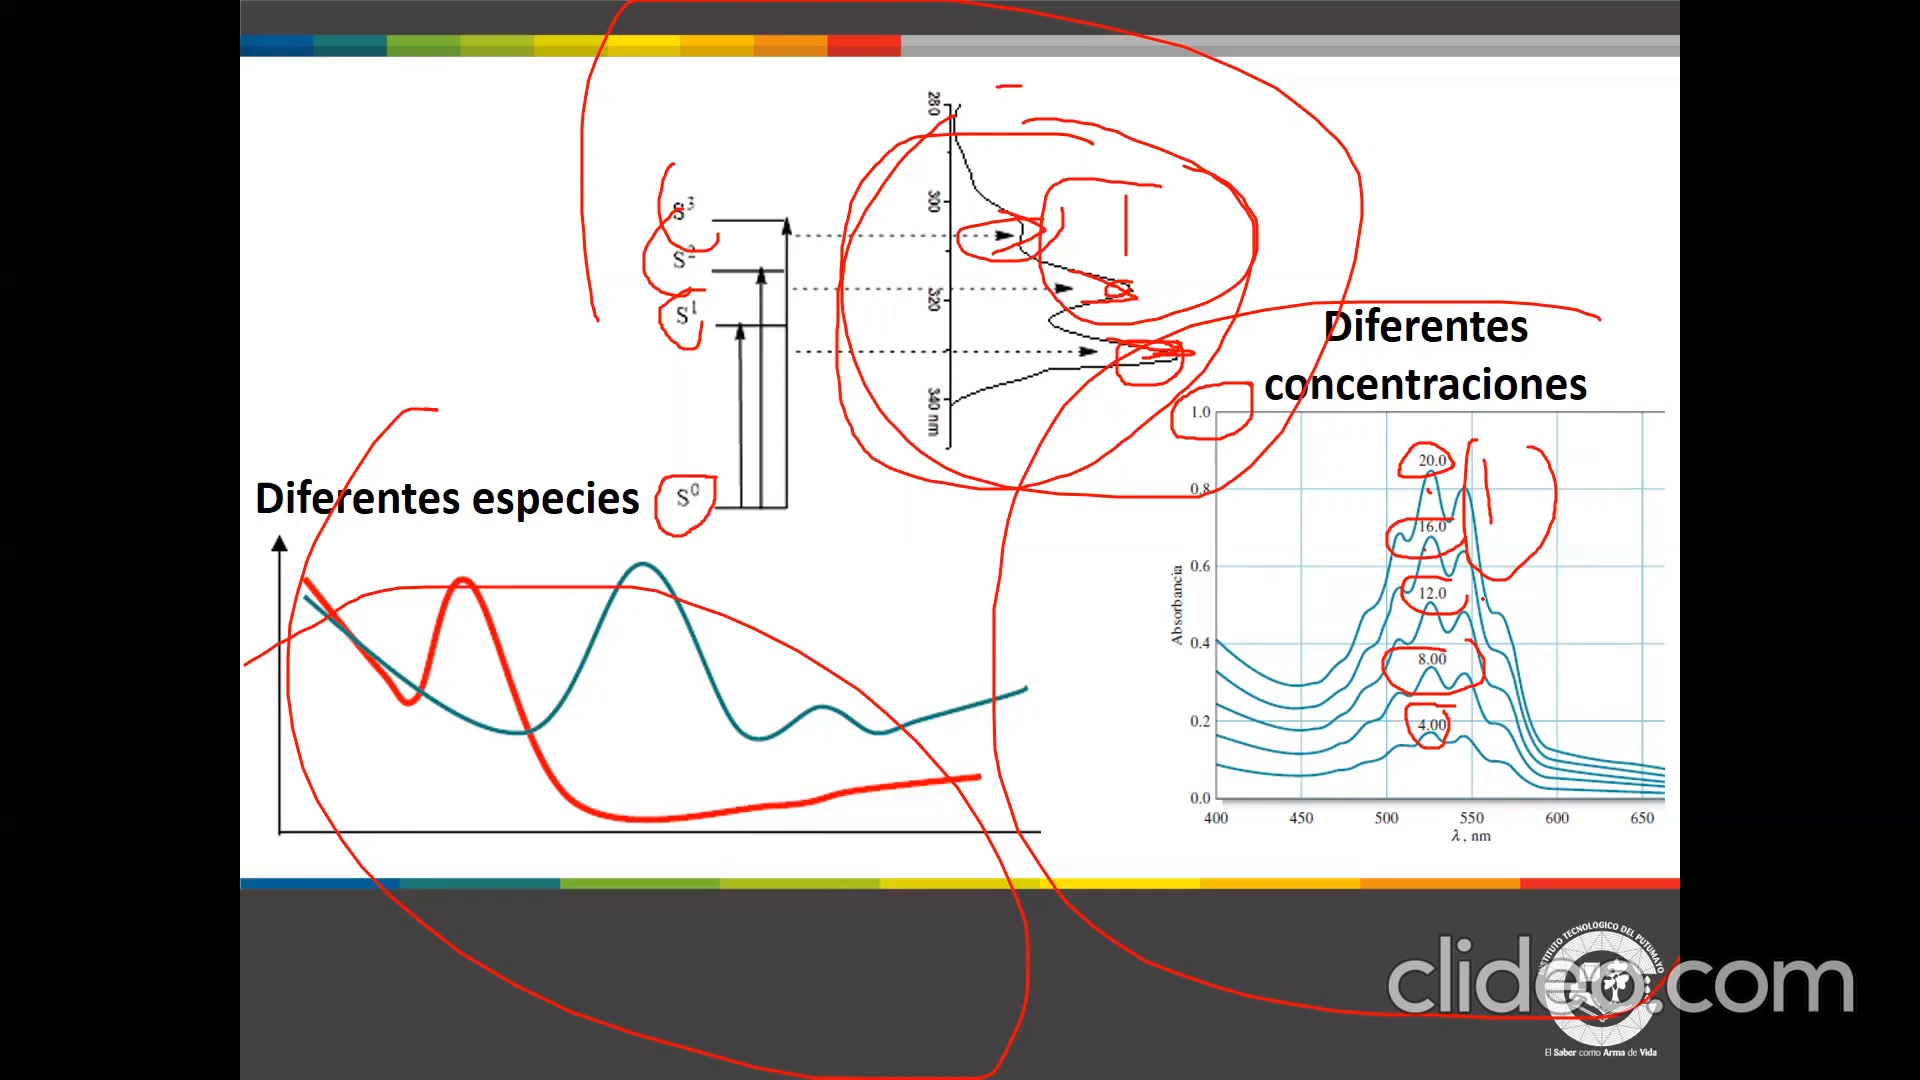 280
300
320
340 nm
S³
S²
S¹
S⁰
Diferentes especies
Diferentes
concentraciones
1.0
0.8
0.6
0.4
0.2
0.0
Absorbancia
20.0
16.0
12.0
8.00
4.00
400 450 500 550 600 650
λ, nm
INSTITUTO TECNOLOGICO DEL PUTUMAYO
El Saber como Arma de Vida
clideo.com